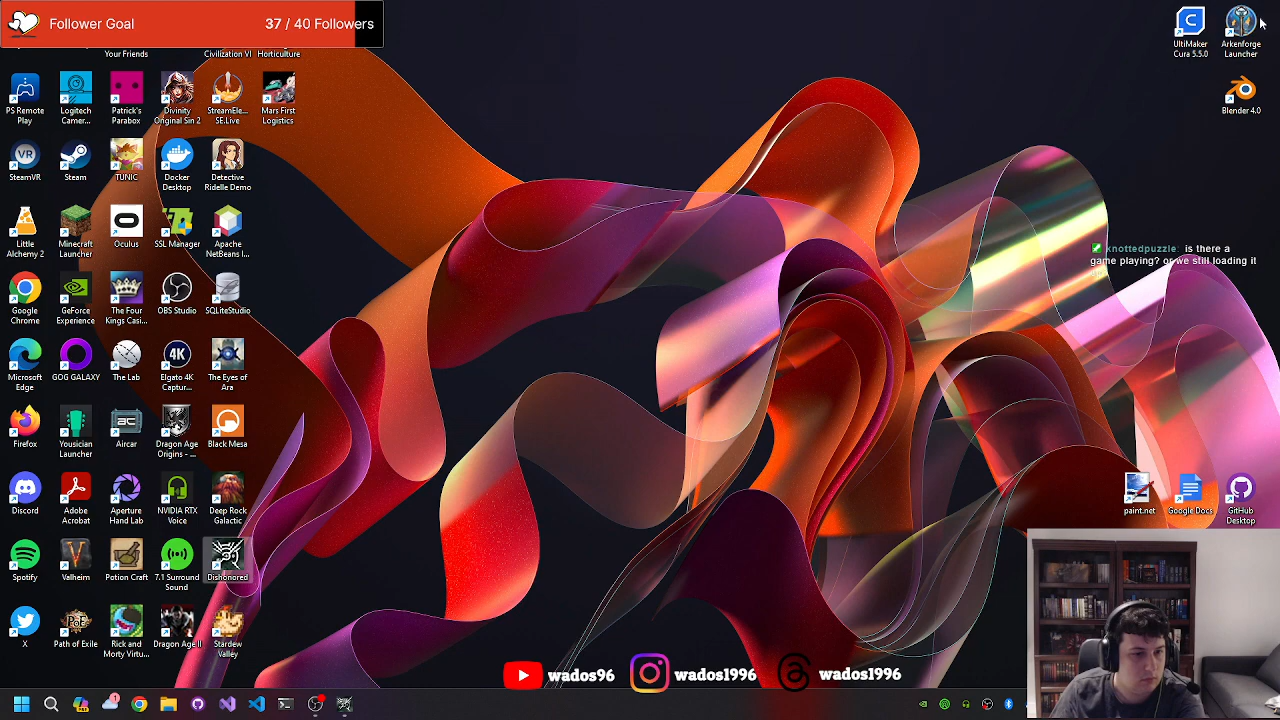 Follower Goal 37 / 40 Followers
Your Friends
Civilization VI
Horticulture
UltiMaker
Cura 5.5.0
Arkenforge
Launcher
PS Remote
Play
Logitech
Camer...
Patrick's
Parabox
Divinity
Original Sin 2
StreamEle...
SE.Live
Mars First
Logistics
Blender 4.0
VR
SteamVR
Steam
TUNIC
Docker
Desktop
Detective
Ridelle Demo
Little
Alchemy 2
Minecraft
Launcher
Oculus
SSL Manager
Apache
NetBeans I...
knottedpuzzle: is there a
game playing? or we still loading it
Google
Chrome
GeForce
Experience
The Four
Kings Casi...
OBS Studio
SQLiteStudio
Microsoft
Edge
GOG GALAXY
The Lab
4K
Elgato 4K
Captur...
The Eyes of
Ara
Firefox
Yousician
Launcher
ac
Aircar
Dragon Age
Origins - ...
Black Mesa
Discord
Adobe
Acrobat
Aperture
Hand Lab
NVIDIA RTX
Voice
Deep Rock
Galactic
paint.net
Google Docs
GitHub
Desktop
Spotify
Valheim
Potion Craft
7.1 Surround
Sound
Dishonored
X
Path of Exile
Rick and
Morty Virtu...
Dragon Age II
Stardew
Valley
wados96 wados1996 wados1996